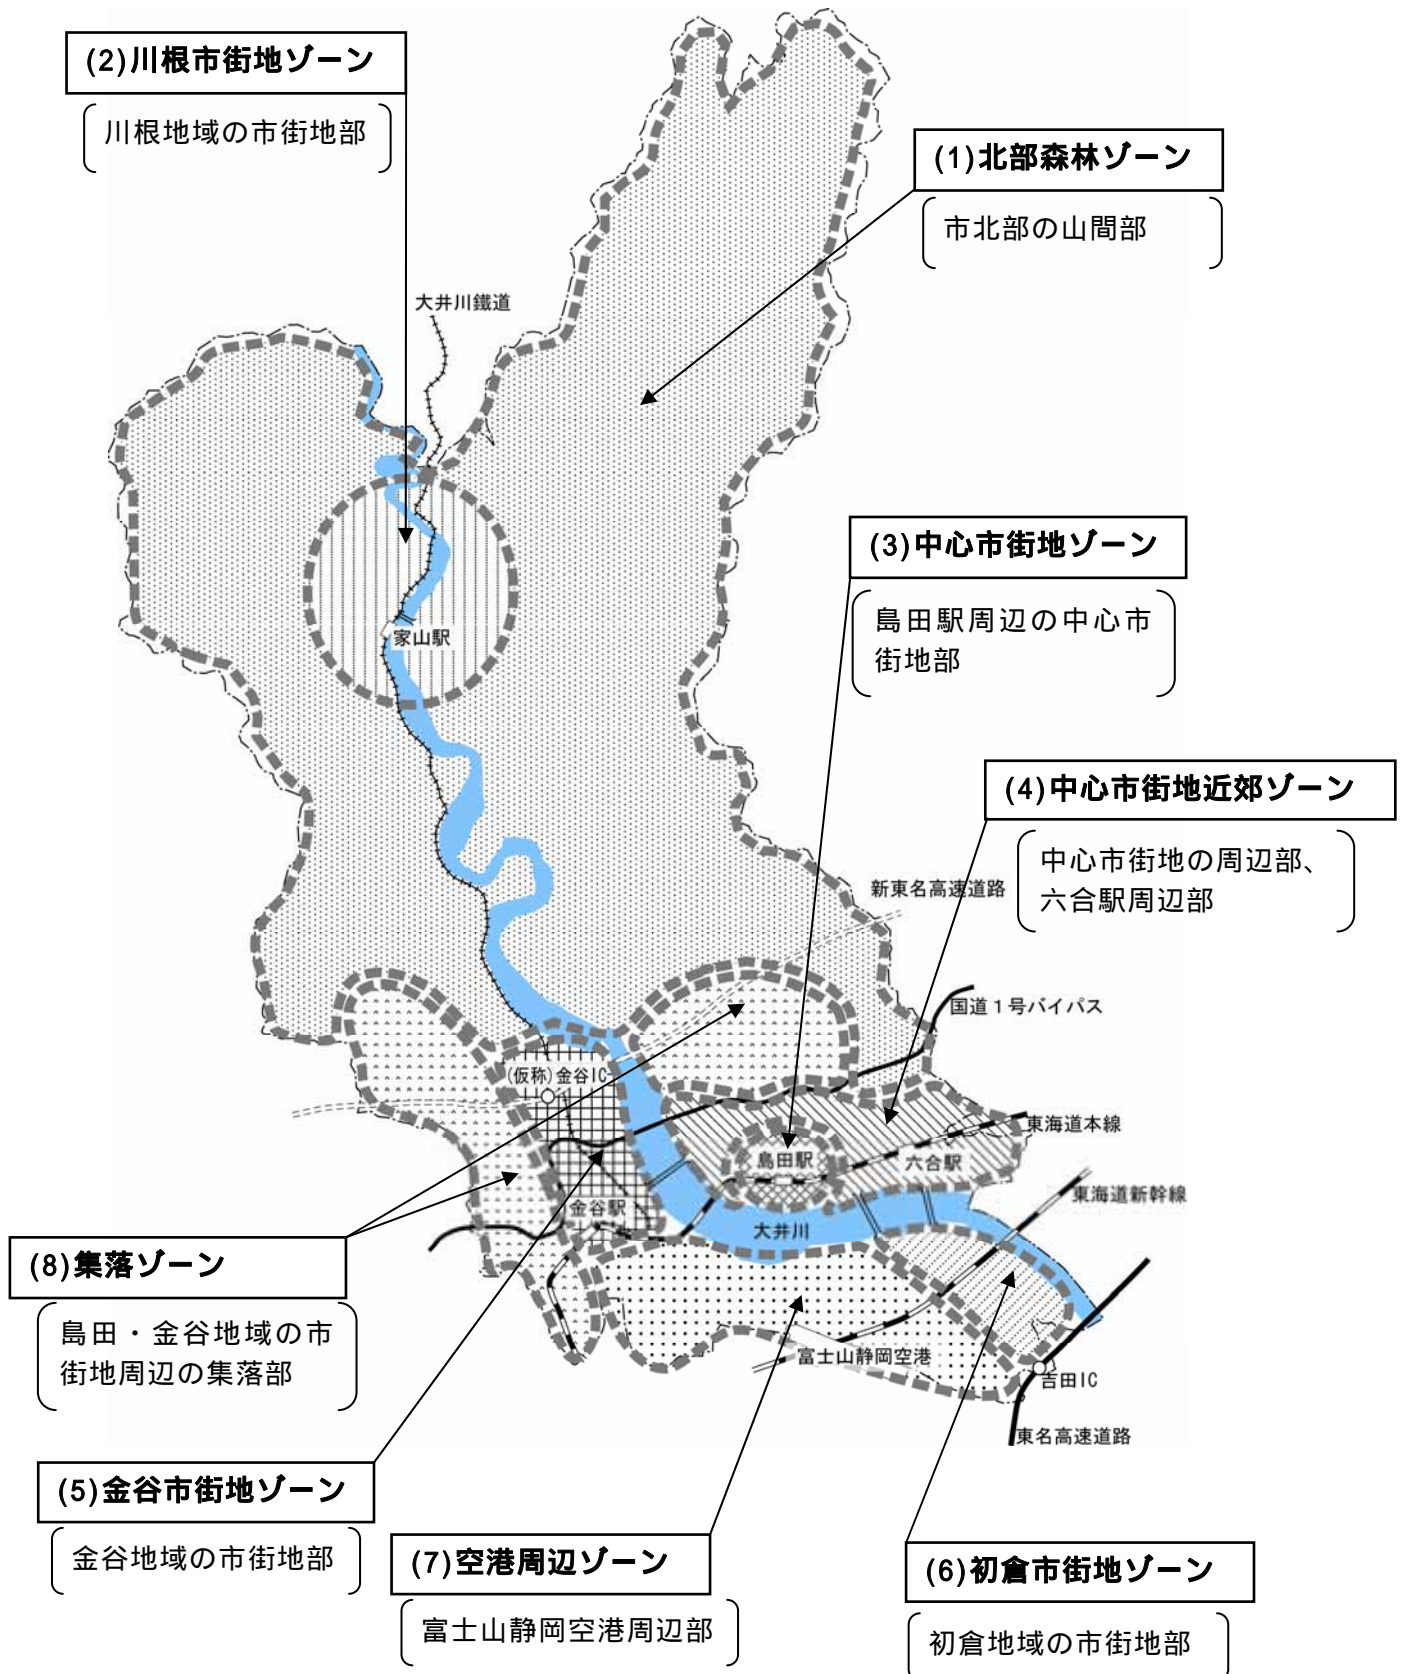 (2)川根市街地ゾーン
川根地域の市街地部
(1)北部森林ゾーン
市北部の山間部
大井川鐵道
(3)中心市街地ゾーン
島田駅周辺の中心市
街地部
家山駅
(4)中心市街地近郊ゾーン
中心市街地の周辺部、
六合駅周辺部
新東名高速道路
国道1号バイパス
(仮称)金谷IC
東海道本線
島田駅
六合駅
東海道新幹線
金谷駅
大井川
(8)集落ゾーン
島田・金谷地域の市
街地周辺の集落部
富士山静岡空港
吉田IC
東名高速道路
(5)金谷市街地ゾーン
金谷地域の市街地部
(7)空港周辺ゾーン
富士山静岡空港周辺部
(6)初倉市街地ゾーン
初倉地域の市街地部